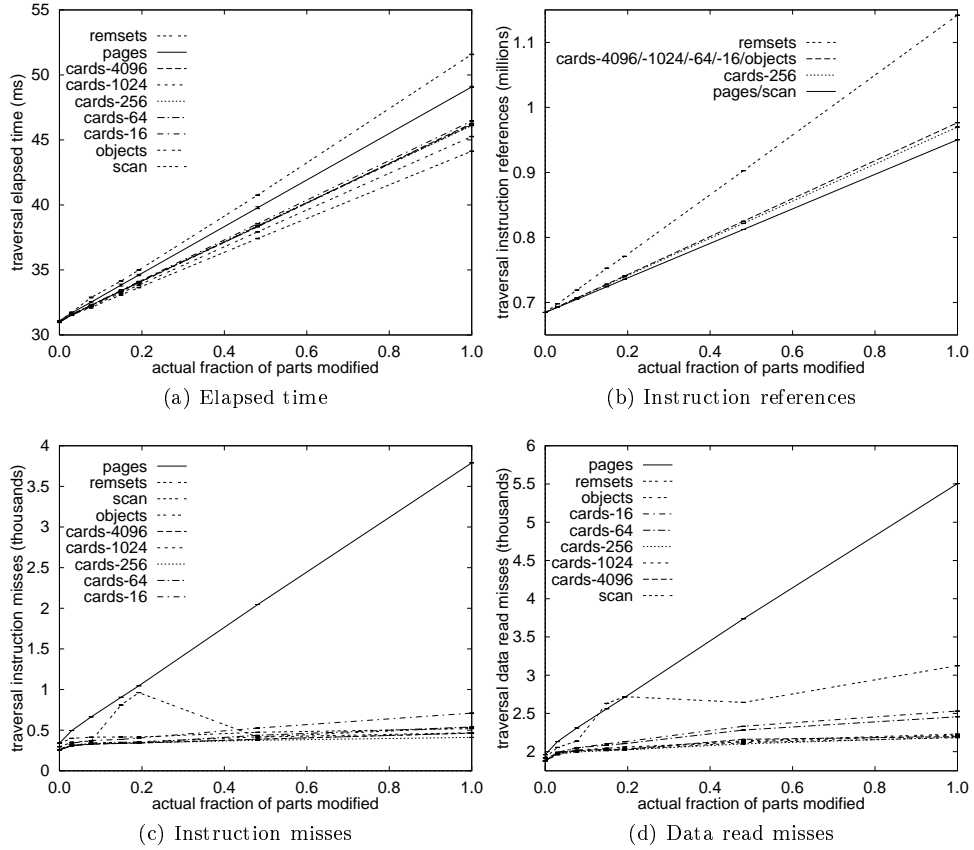 55
50
45
40
35
30
traversal elapsed time (ms)
remsets
pages
cards-4096
cards-1024
cards-256
cards-64
cards-16
objects
scan
0.0 0.2 0.4 0.6 0.8 1.0
actual fraction of parts modified
(a) Elapsed time
1.1
1
0.9
0.8
0.7
traversal instruction references (millions)
remsets
cards-4096/-1024/-64/-16/objects
cards-256
pages/scan
0.0 0.2 0.4 0.6 0.8 1.0
actual fraction of parts modified
(b) Instruction references
4
3.5
3
2.5
2
1.5
1
0.5
0
traversal instruction misses (thousands)
pages
remsets
scan
objects
cards-4096
cards-1024
cards-256
cards-64
cards-16
0.0 0.2 0.4 0.6 0.8 1.0
actual fraction of parts modified
(c) Instruction misses
6
5.5
5
4.5
4
3.5
3
2.5
2
traversal data read misses (thousands)
pages
remsets
objects
cards-16
cards-64
cards-256
cards-1024
cards-4096
scan
0.0 0.2 0.4 0.6 0.8 1.0
actual fraction of parts modified
(d) Data read misses